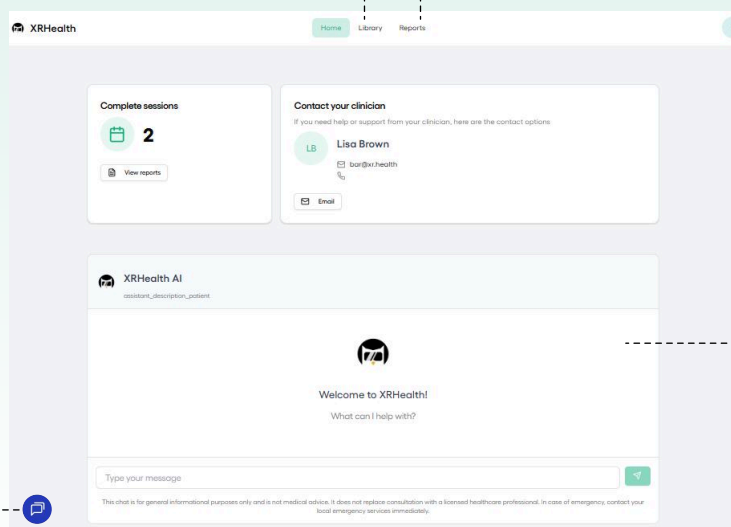 XRHealth
Home Library Reports
Complete sessions
2
View reports
Contact your clinician
If you need help or support from your clinician, here are the contact options
LB
Lisa Brown
bar@xr.health
Email
XRHealth AI
assistant_description_patient
Welcome to XRHealth!
What can I help with?
Type your message
This chat is for general informational purposes only and is not medical advice. It does not replace consultation with a licensed healthcare professional. In case of emergency, contact your
local emergency services immediately.